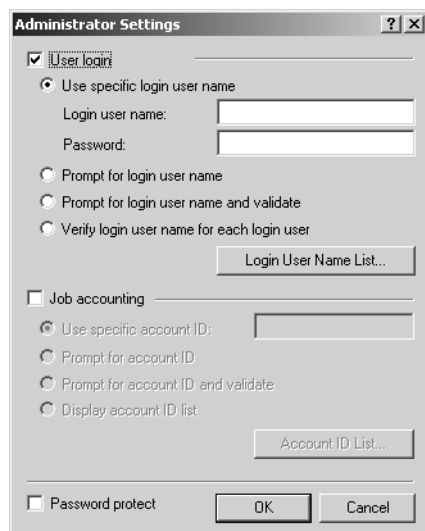 Administrator Settings
User login
Use specific login user name
Login user name:
Password:
Prompt for login user name
Prompt for login user name and validate
Verify login user name for each login user
Login User Name List...
Job accounting
Use specific account ID:
Prompt for account ID
Prompt for account ID and validate
Display account ID list
Account ID List...
Password protect
OK
Cancel